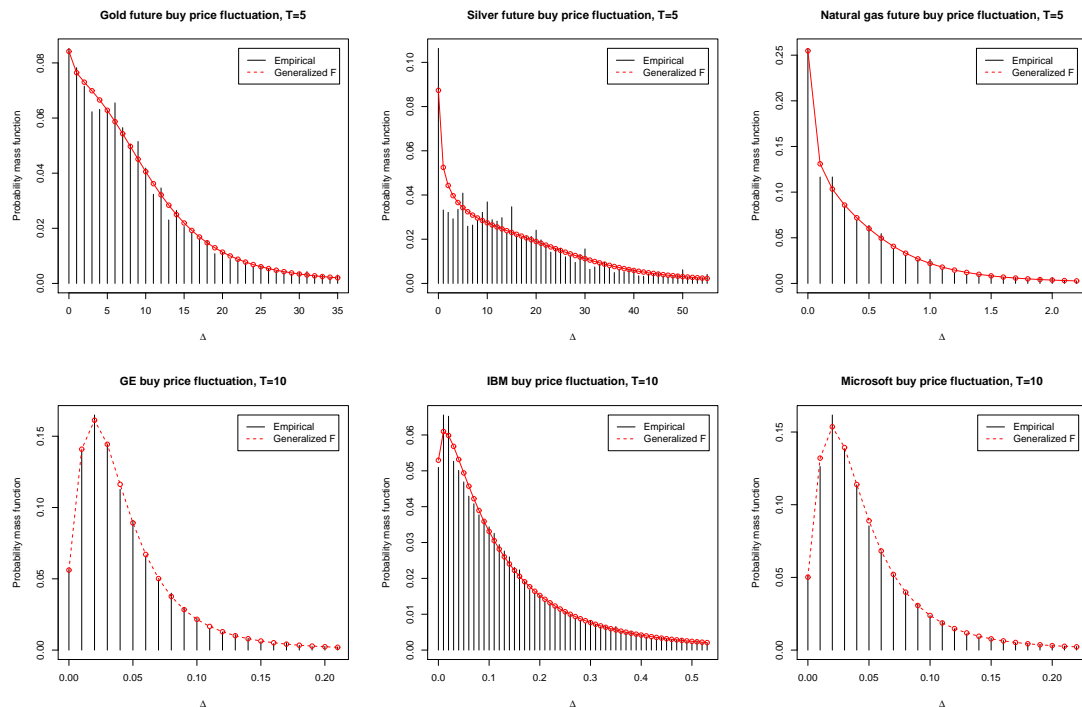 Gold future buy price fluctuation, T=5
Probability mass function
0.00 0.02 0.04 0.06 0.08
Empirical
Generalized F
0 5 10 15 20 25 30 35
Δ
Silver future buy price fluctuation, T=5
Probability mass function
0.00 0.02 0.04 0.06 0.08 0.10
Empirical
Generalized F
0 10 20 30 40 50
Δ
Natural gas future buy price fluctuation, T=5
Probability mass function
0.00 0.05 0.10 0.15 0.20 0.25
Empirical
Generalized F
0.0 0.5 1.0 1.5 2.0
Δ
GE buy price fluctuation, T=10
Probability mass function
0.00 0.05 0.10 0.15
Empirical
Generalized F
0.00 0.05 0.10 0.15 0.20
Δ
IBM buy price fluctuation, T=10
Probability mass function
0.00 0.01 0.02 0.03 0.04 0.05 0.06
Empirical
Generalized F
0.0 0.1 0.2 0.3 0.4 0.5
Δ
Microsoft buy price fluctuation, T=10
Probability mass function
0.00 0.05 0.10 0.15
Empirical
Generalized F
0.00 0.05 0.10 0.15 0.20
Δ